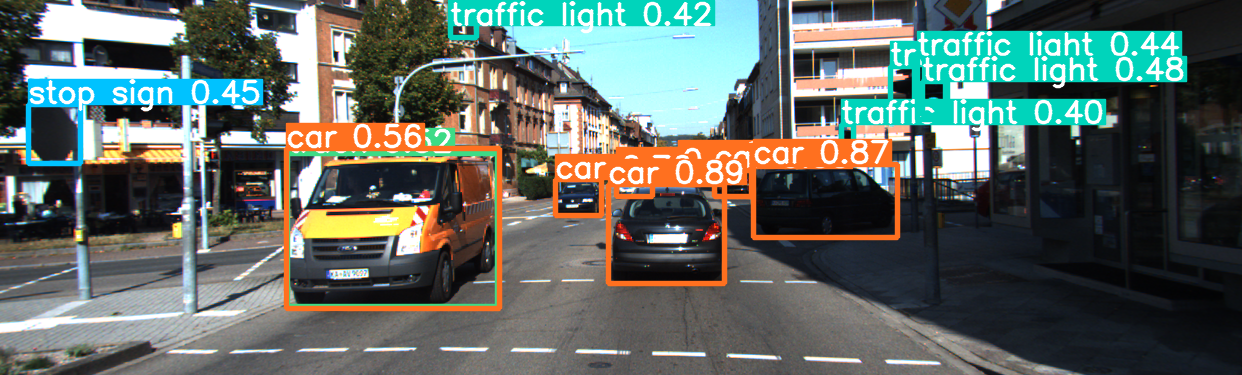 traffic light 0.42
traffic light 0.44
traffic light 0.48
stop sign 0.45
traffic light 0.40
car 0.56
car 0.87
car
car 0.89